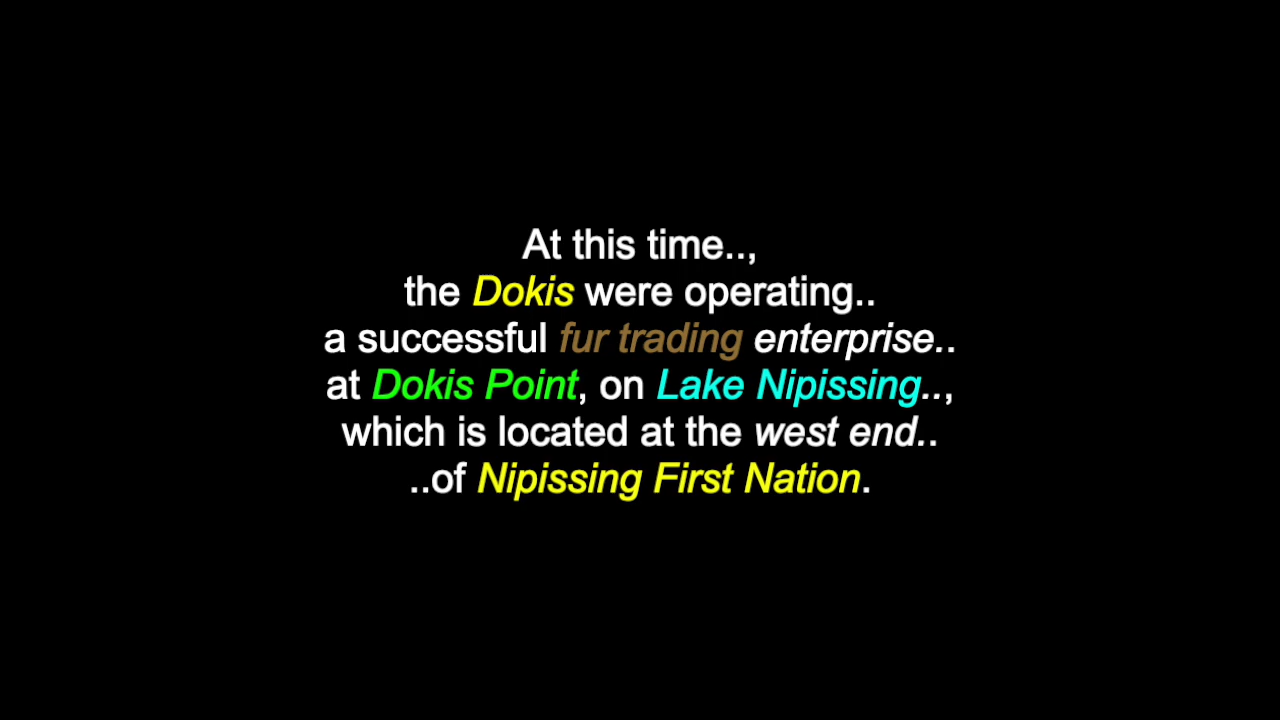 At this time..,
the Dokis were operating..
a successful fur trading enterprise..
at Dokis Point, on Lake Nipissing..,
which is located at the west end..
..of Nipissing First Nation.